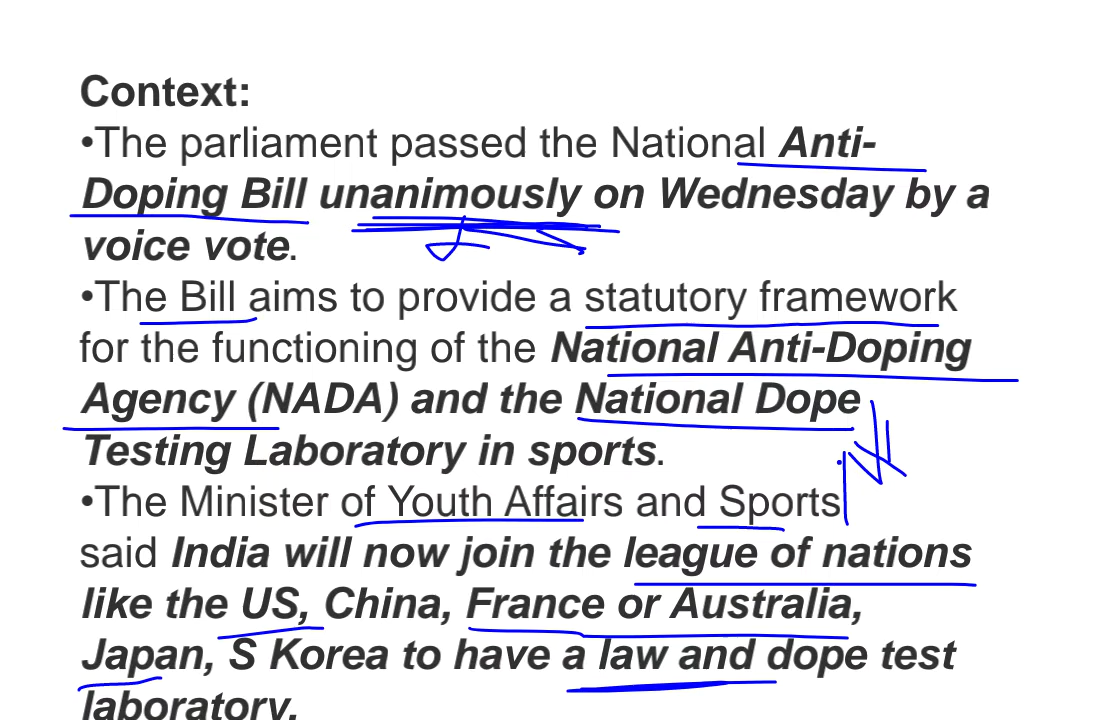 Context:
•The parliament passed the National Anti-
Doping Bill unanimously on Wednesday by a
voice vote.
•The Bill aims to provide a statutory framework
for the functioning of the National Anti-Doping
Agency (NADA) and the National Dope
Testing Laboratory in sports.
•The Minister of Youth Affairs and Sports
said India will now join the league of nations
like the US, China, France or Australia,
Japan, S Korea to have a law and dope test
laboratory.